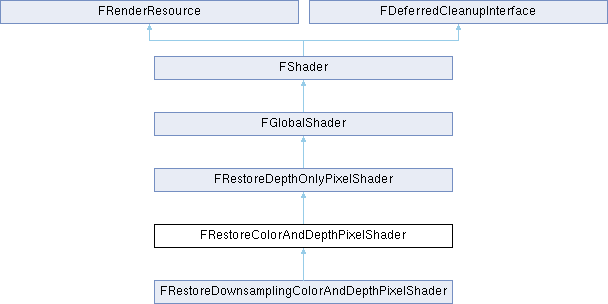 FRenderResource
FDeferredCleanupInterface
FShader
FGlobalShader
FRestoreDepthOnlyPixelShader
FRestoreColorAndDepthPixelShader
FRestoreDownsamplingColorAndDepthPixelShader